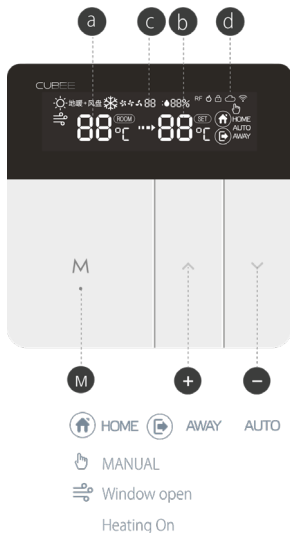 a c b d
CUBEE
地暖•风盘 88 88% RF
88 °C ROOM 88 °C SET HOME
AUTO
AWAY
M
M + −
HOME AWAY AUTO
MANUAL
Window open
Heating On